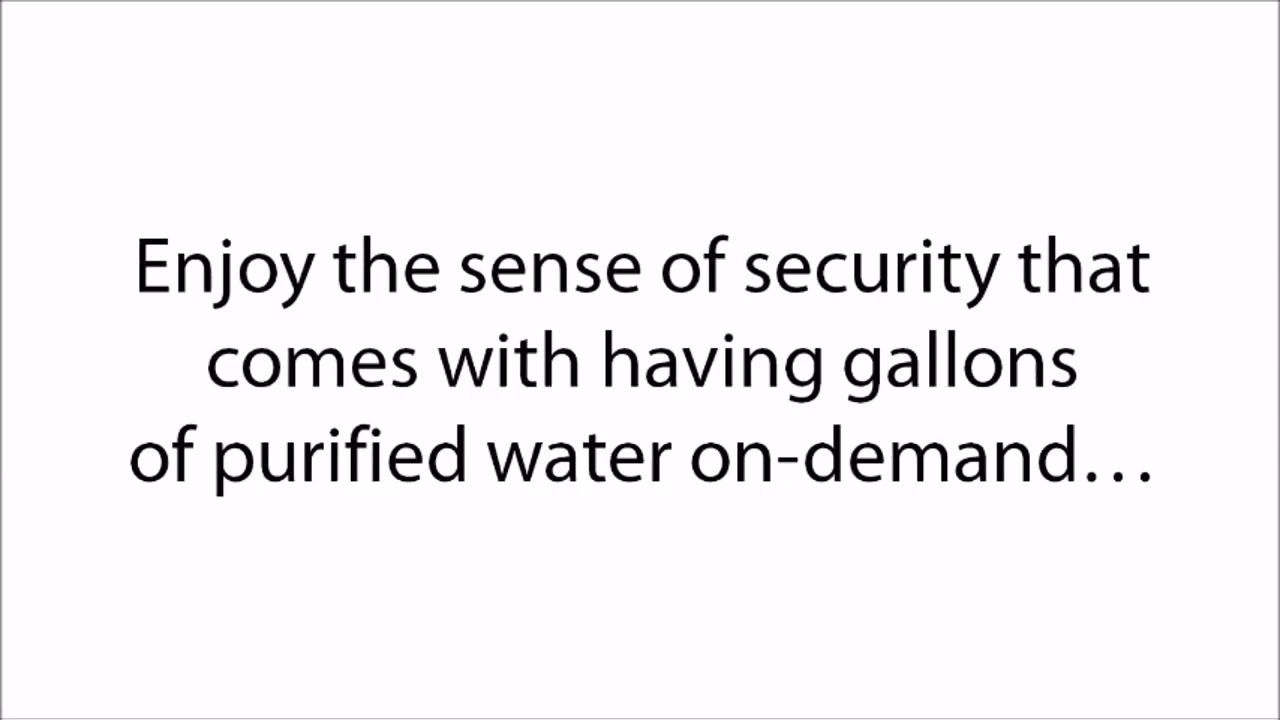 Enjoy the sense of security that
comes with having gallons
of purified water on-demand…